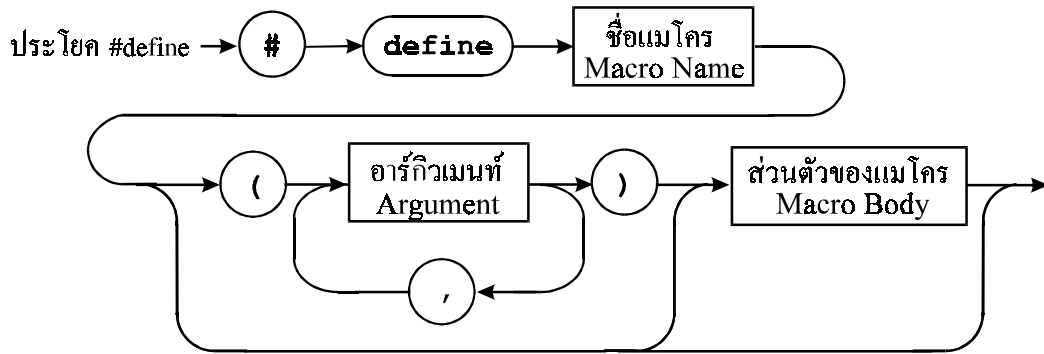 ประโยค #define
#
define
ชื่อแมโคร
Macro Name
(
อาร์กิวเมนท์
Argument
)
ส่วนตัวของแมโคร
Macro Body
,